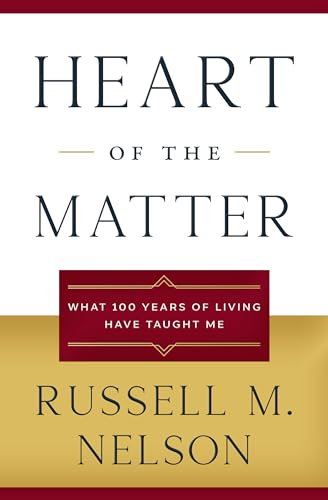 HEART
OF THE
MATTER
WHAT 100 YEARS OF LIVING
HAVE TAUGHT ME
RUSSELL M.
NELSON